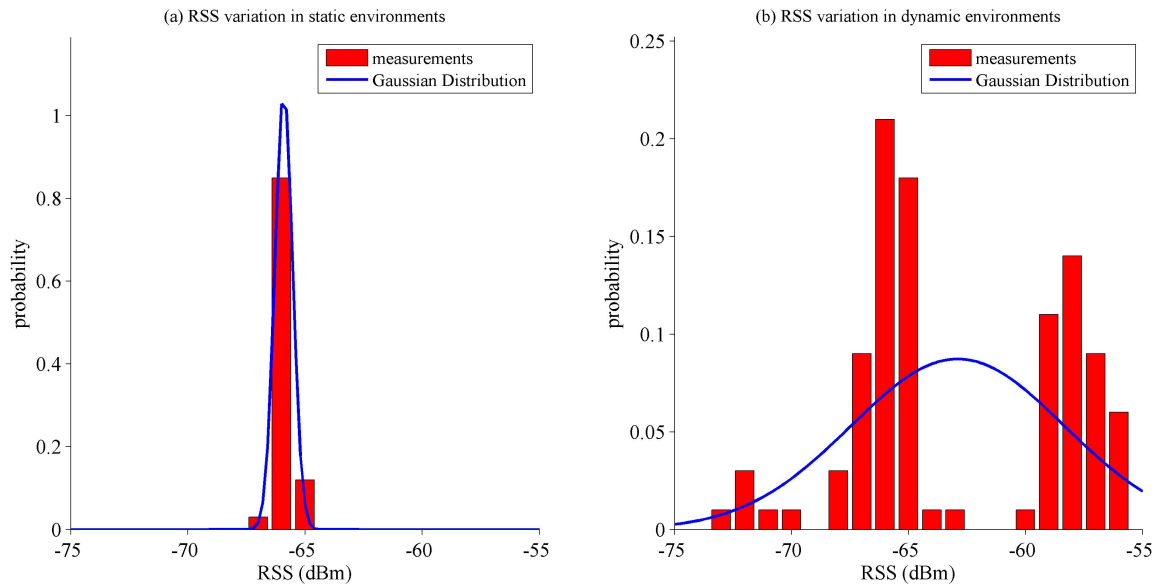 (a) RSS variation in static environments
measurements
Gaussian Distribution
1
0.8
0.6
0.4
0.2
0
probability
-75 -70 -65 -60 -55
RSS (dBm)
(b) RSS variation in dynamic environments
measurements
Gaussian Distribution
0.25
0.2
0.15
0.1
0.05
0
probability
-75 -70 -65 -60 -55
RSS (dBm)